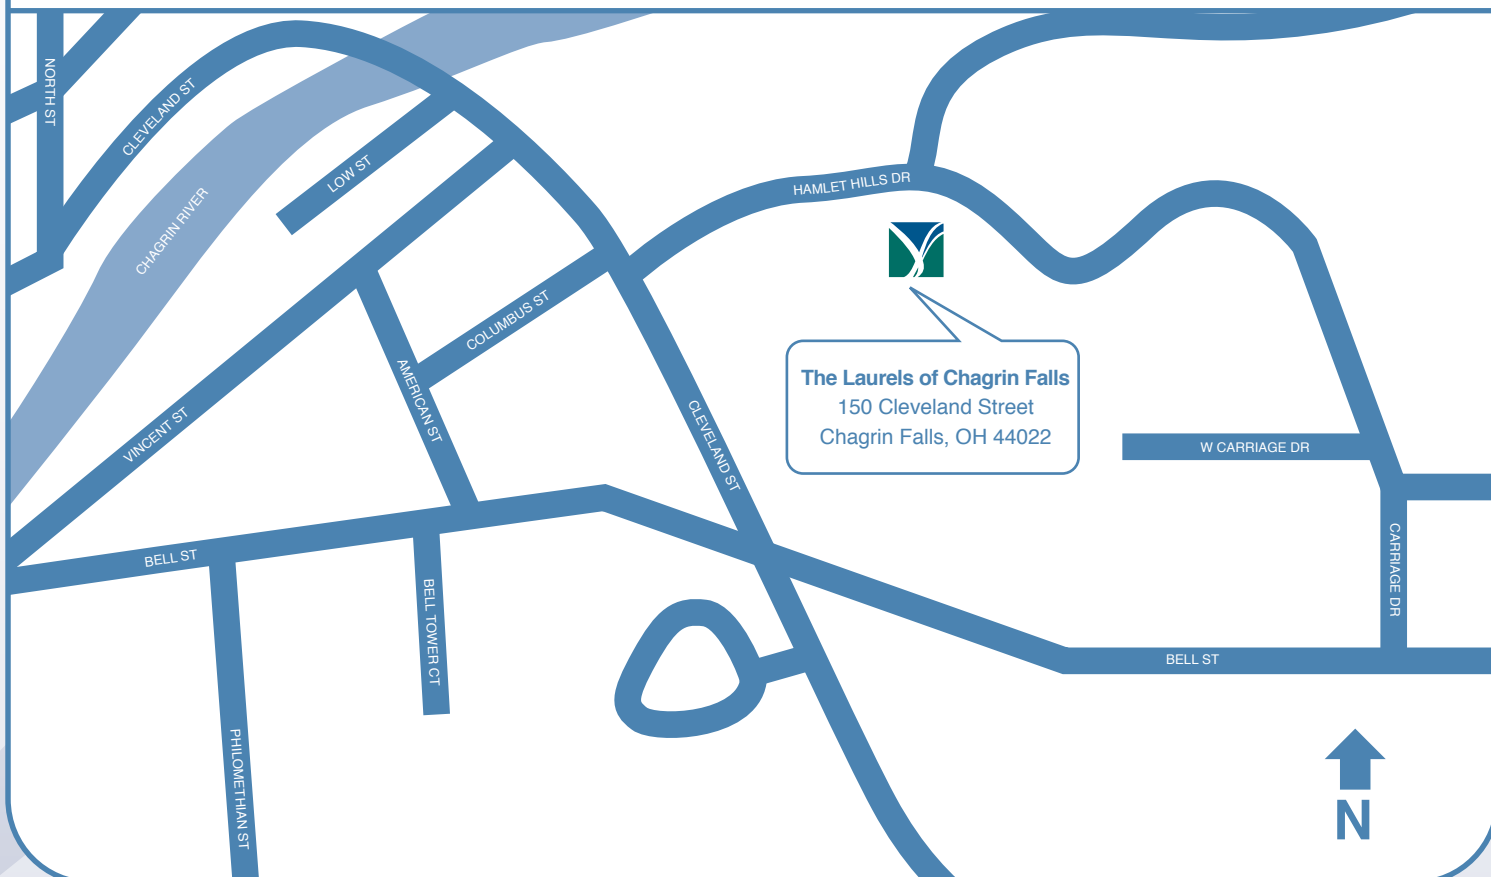 NORTH ST
CLEVELAND ST
CHAGRIN RIVER
LOW ST
HAMLET HILLS DR
COLUMBUS ST
VINCENT ST
AMERICAN ST
CLEVELAND ST
The Laurels of Chagrin Falls
150 Cleveland Street
Chagrin Falls, OH 44022
W CARRIAGE DR
CARRIAGE DR
BELL ST
BELL TOWER CT
BELL ST
PHILOMETHIAN ST
N